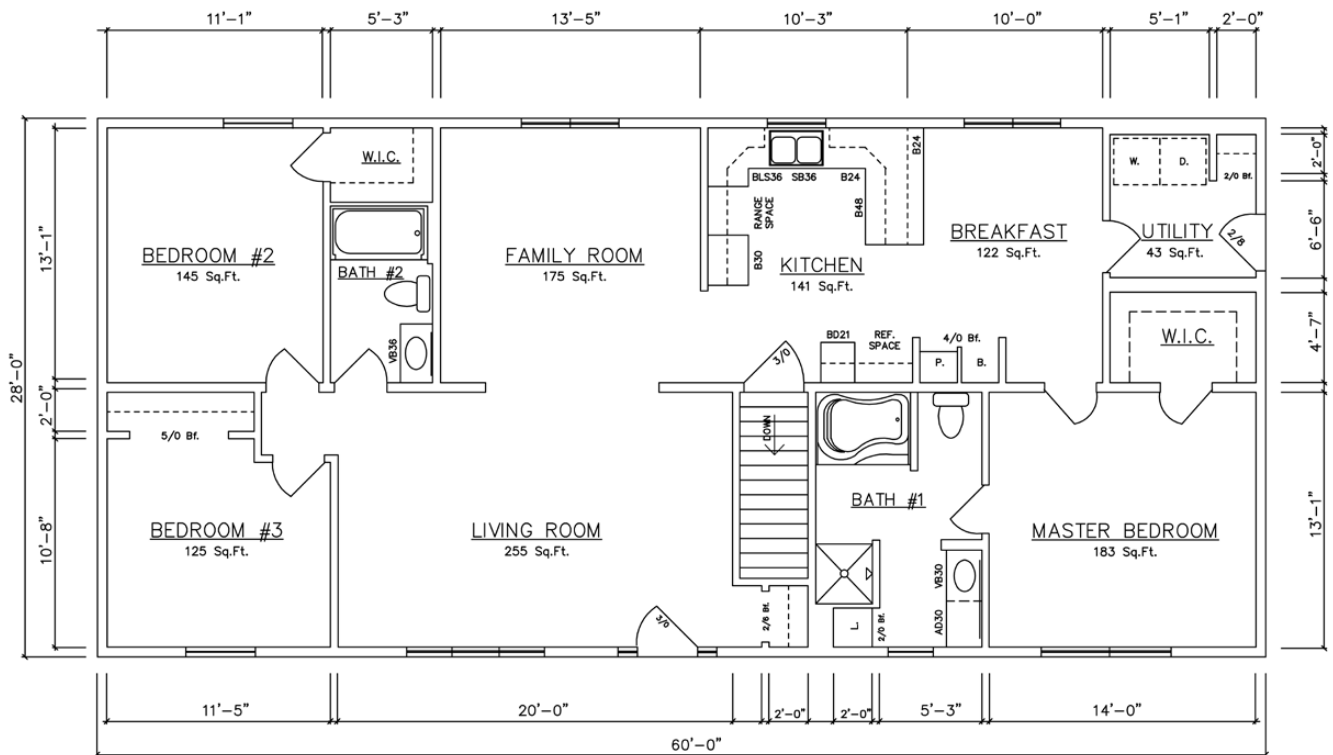 11'-1" 5'-3" 13'-5" 10'-3" 10'-0" 5'-1" 2'-0"
28'-0"
13'-1"
2'-0"
10'-8"
2'-0"
6'-6"
4'-7"
13'-1"
W.I.C.
BEDROOM #2
145 Sq.Ft.
BATH #2
VB36
FAMILY ROOM
175 Sq.Ft.
BLS36 SB36 B24
B24
B48
RANGE
SPACE
B30
KITCHEN
141 Sq.Ft.
BREAKFAST
122 Sq.Ft.
W. D.
2/0 Bf.
UTILITY
43 Sq.Ft.
2/8
W.I.C.
3/0
BD21
REF.
SPACE
4/0 Bf.
P. B.
5/0 Bf.
BEDROOM #3
125 Sq.Ft.
LIVING ROOM
255 Sq.Ft.
3/0
DOWN
2/6 Bf.
BATH #1
L.
2/0 Bf.
VB30
AD30
MASTER BEDROOM
183 Sq.Ft.
11'-5" 20'-0" 2'-0" 2'-0" 5'-3" 14'-0"
60'-0"